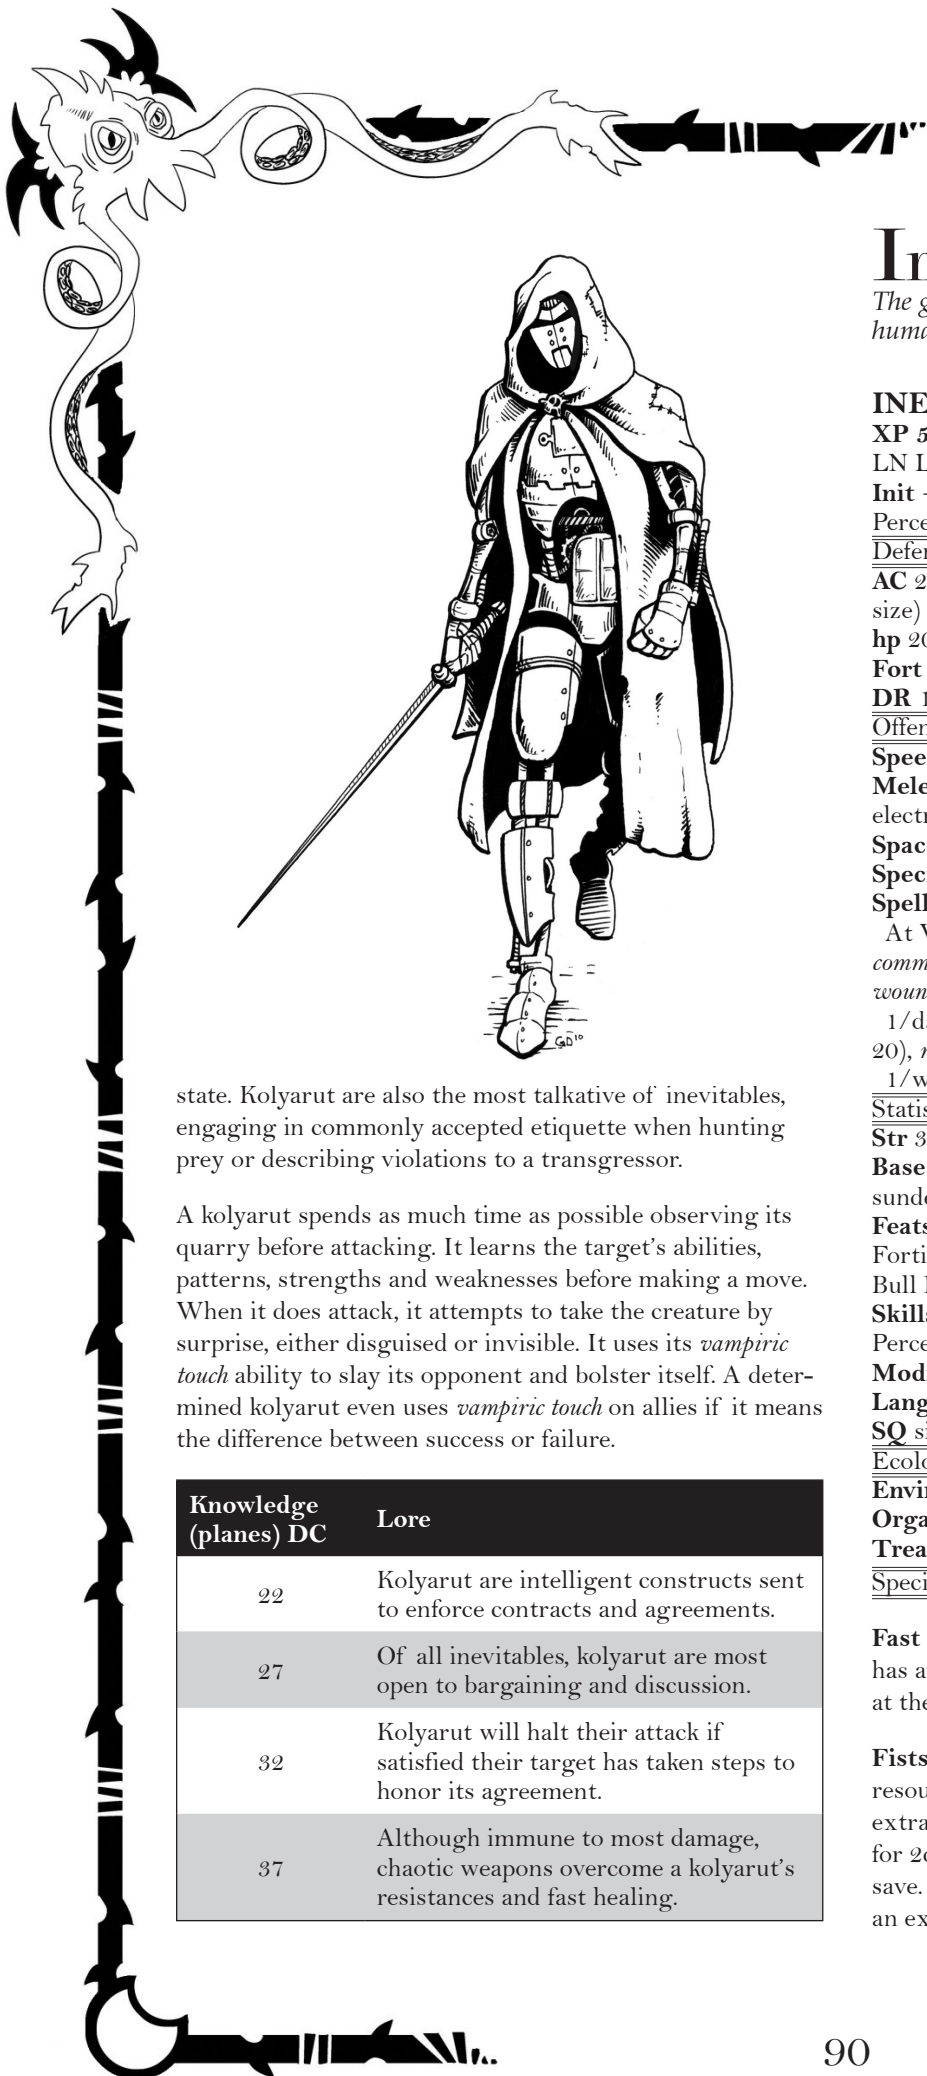 GD'10
state. Kolyarut are also the most talkative of inevitables,
engaging in commonly accepted etiquette when hunting
prey or describing violations to a transgressor.
A kolyarut spends as much time as possible observing its
quarry before attacking. It learns the target's abilities,
patterns, strengths and weaknesses before making a move.
When it does attack, it attempts to take the creature by
surprise, either disguised or invisible. It uses its vampiric
touch ability to slay its opponent and bolster itself. A deter-
mined kolyarut even uses vampiric touch on allies if it means
the difference between success or failure.
Knowledge
(planes) DC
Lore
22
Kolyarut are intelligent constructs sent
to enforce contracts and agreements.
27
Of all inevitables, kolyarut are most
open to bargaining and discussion.
32
Kolyarut will halt their attack if
satisfied their target has taken steps to
honor its agreement.
37
Although immune to most damage,
chaotic weapons overcome a kolyarut's
resistances and fast healing.
In
The g
huma
INE
XP 5
LN L
Init
Perce
Defen
AC 2
size)
hp 20
Fort
DR 1
Offen
Spee
Mele
electr
Spac
Speci
Spell
At V
comm
woun
1/da
20), r
1/w
Statis
Str 3
Base
sunde
Feats
Forti
Bull
Skills
Perce
Modi
Lang
SQ si
Ecolo
Envi
Orga
Trea
Speci
Fast
has a
at the
Fists
resou
extra
for 2d
save.
an ex
90